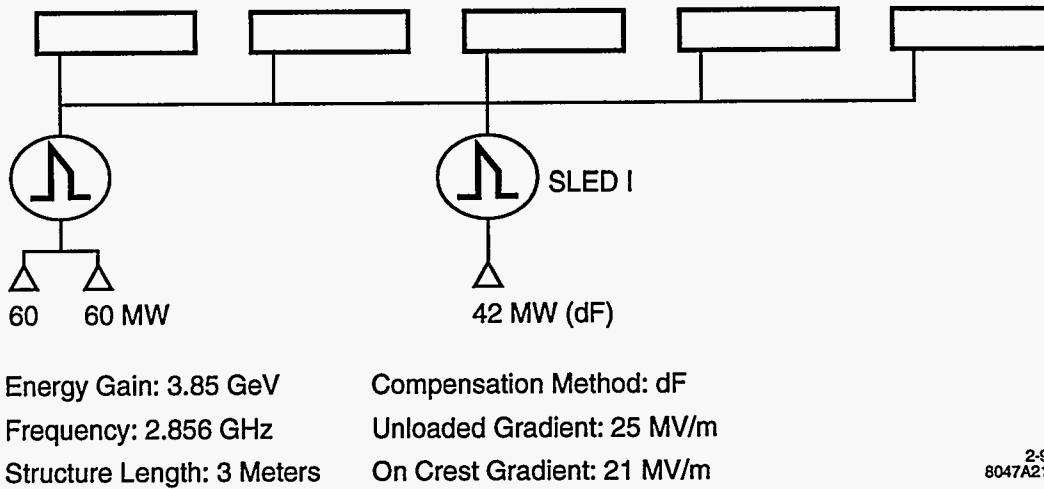 SLED I
60 60 MW 42 MW (dF)
Energy Gain: 3.85 GeV Compensation Method: dF
Frequency: 2.856 GHz Unloaded Gradient: 25 MV/m
Structure Length: 3 Meters On Crest Gradient: 21 MV/m